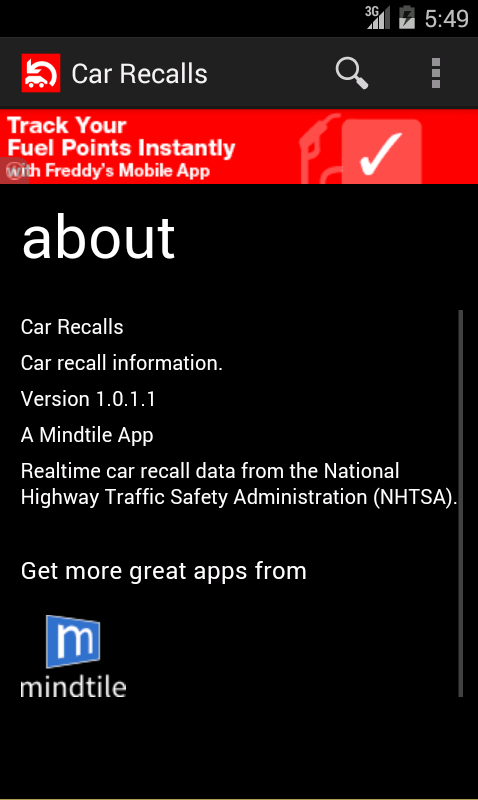 3G 5:49
Car Recalls
Track Your
Fuel Points Instantly
with Freddy's Mobile App
about
Car Recalls
Car recall information.
Version 1.0.1.1
A Mindtile App
Realtime car recall data from the National
Highway Traffic Safety Administration (NHTSA).
Get more great apps from
m
mindtile